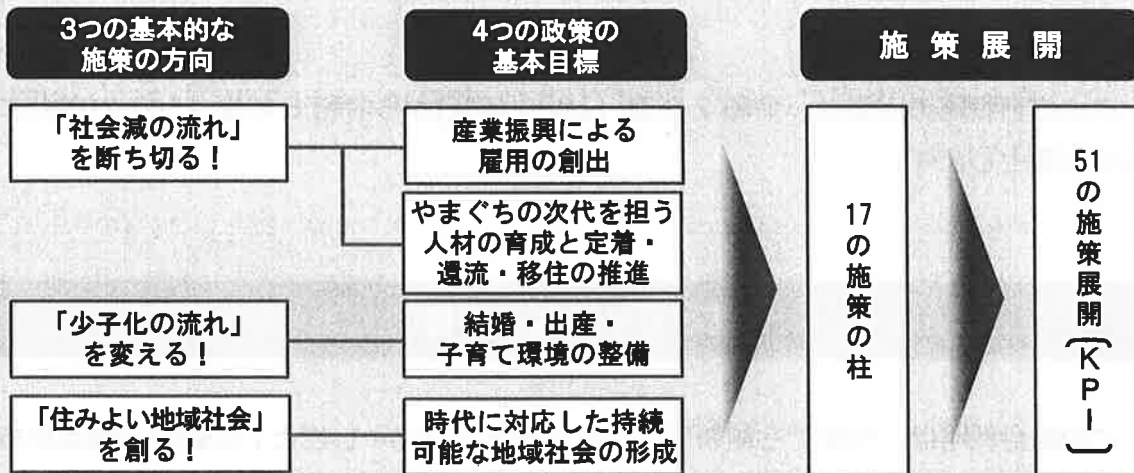 3つの基本的な
施策の方向
4つの政策の
基本目標
施策展開
「社会減の流れ」
を断ち切る！
産業振興による
雇用の創出
やまぐちの次代を担う
人材の育成と定着・
還流・移住の推進
「少子化の流れ」
を変える！
結婚・出産・
子育て環境の整備
「住みよい地域社会」
を創る！
時代に対応した持続
可能な地域社会の形成
17の施策の柱
51の施策展開(KPI)